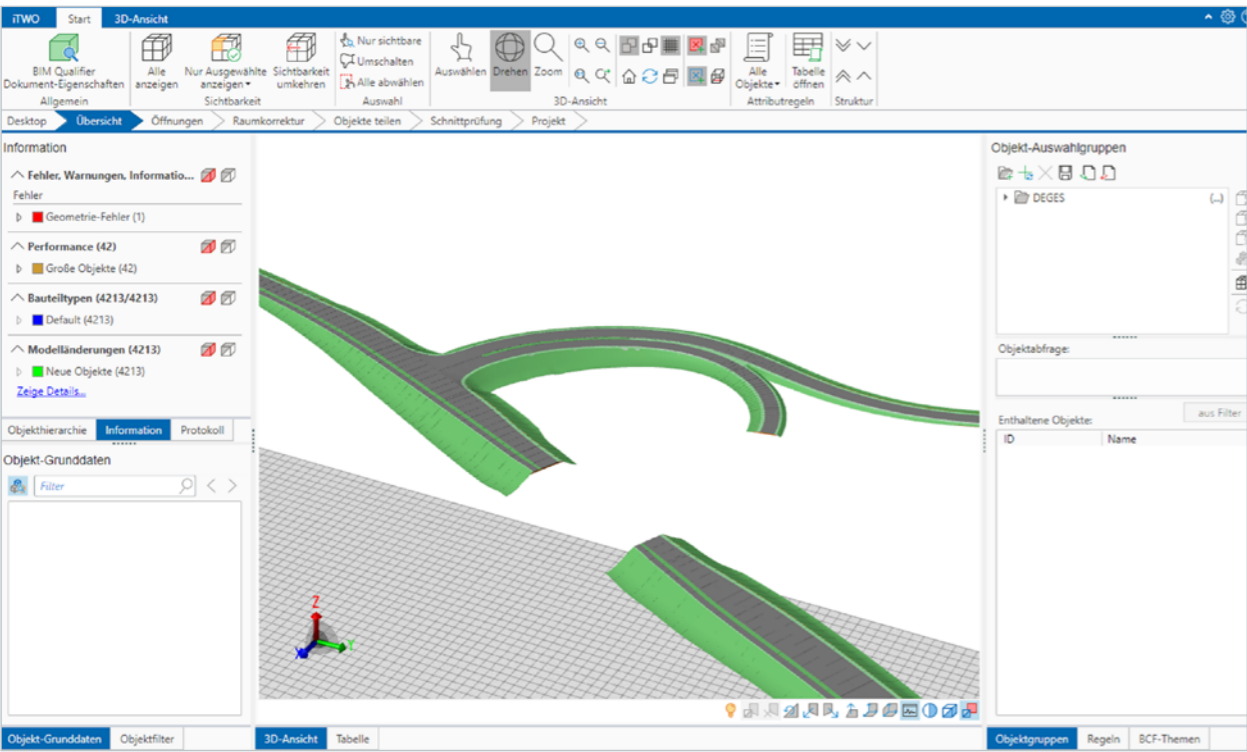 iTWO Start 3D-Ansicht
BIM Qualifier Dokument-Eigenschaften
Alle anzeigen
Nur Ausgewählte anzeigen
Sichtbarkeit umkehren
Nur sichtbare
Umschalten
Alle abwählen
Auswählen Drehen Zoom
Alle Objekte
Tabelle öffnen
Allgemein Sichtbarkeit Auswahl 3D-Ansicht Attributregeln Struktur
Desktop Übersicht Öffnungen Raumkorrektur Objekte teilen Schnittprüfung Projekt
Information
Fehler, Warnungen, Informatio...
Fehler
Geometrie-Fehler (1)
Performance (42)
Große Objekte (42)
Bauteiltypen (4213/4213)
Default (4213)
Modelländerungen (4213)
Neue Objekte (4213)
Zeige Details...
Objekthierarchie Information Protokoll
Objekt-Grunddaten
Filter
Objekt-Grunddaten Objektfilter
Z
X
Y
3D-Ansicht Tabelle
Objekt-Auswahlgruppen
DEGES (...)
Objektabfrage:
aus Filter
Enthaltene Objekte:
ID Name
Objektgruppen Regeln BCF-Themen